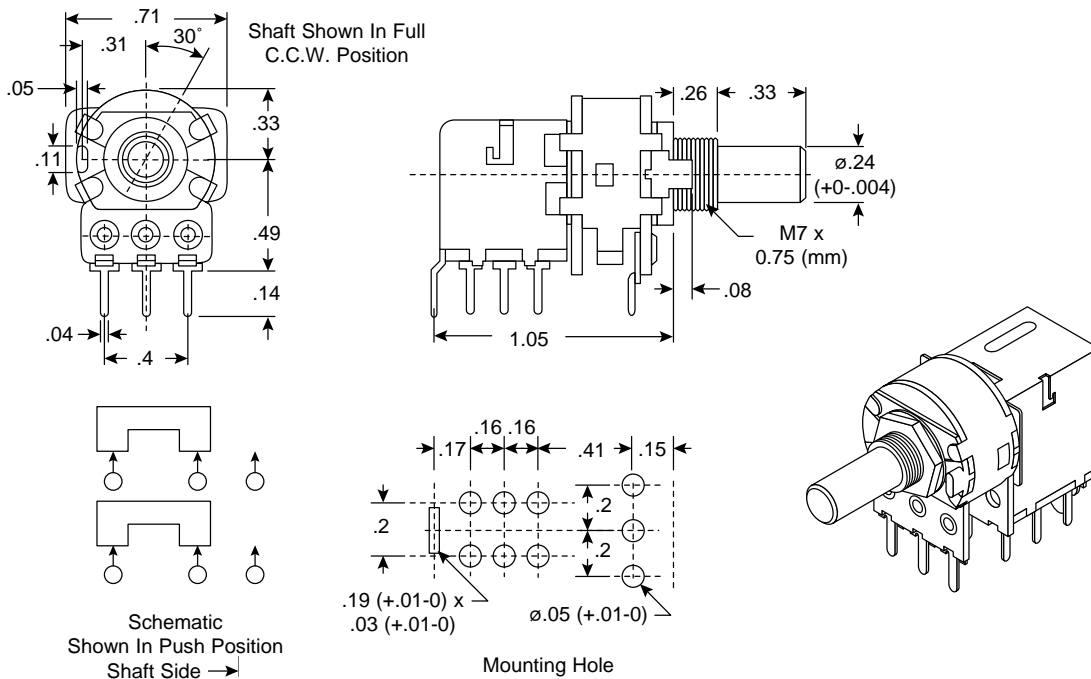 .71
.31
30°
Shaft Shown In Full
C.C.W. Position
.05
.33
.11
.49
.14
.04
.4
.26
.33
ø.24
(+0-.004)
M7 x
0.75 (mm)
.08
1.05
.16 .16
.17
.41
.15
.2
.2
.2
.19 (+.01-0) x
.03 (+.01-0)
ø.05 (+.01-0)
Schematic
Shown In Push Position
Shaft Side
Mounting Hole